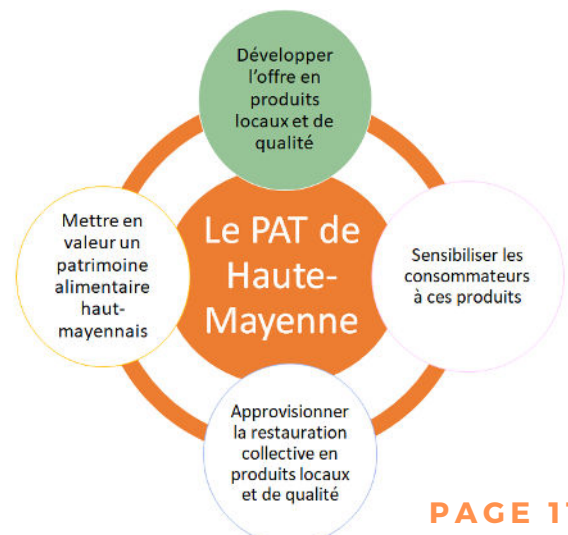 Développer
l'offre en
produits
locaux et de
qualité
Mettre en
valeur un
patrimoine
alimentaire
haut-
mayennais
Le PAT de
Haute-
Mayenne
Sensibiliser les
consommateurs
à ces produits
Approvisionner
la restauration
collective en
produits locaux
et de qualité
PAGE